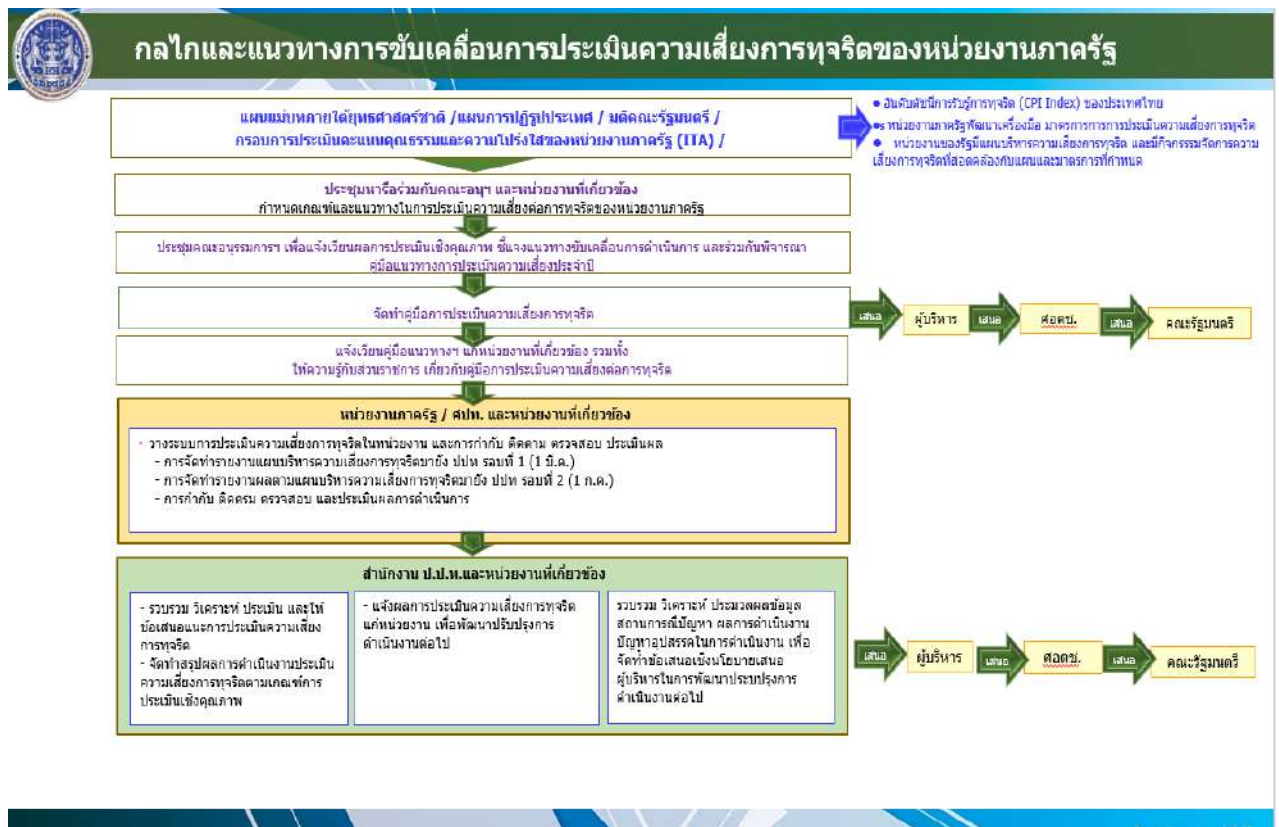 กลไกและแนวทางการขับเคลื่อนการประเมินความเสี่ยงการทุจริตของหน่วยงานภาครัฐ
แผนแม่บทภายใต้ยุทธศาสตร์ชาติ /แผนการปฏิรูปประเทศ / มติคณะรัฐมนตรี /
กรอบการประเมินคะแนนคุณธรรมและความโปร่งใสของหน่วยงานภาครัฐ (ITA) /
● อันดับดัชนีการรับรู้การทุจริต (CPI Index) ของประเทศไทย
● หน่วยงานภาครัฐพัฒนาเครื่องมือ มาตรการการประเมินความเสี่ยงการทุจริต
● หน่วยงานของรัฐมีแผนบริหารความเสี่ยงการทุจริต และมีกิจกรรมจัดการความ
เสี่ยงการทุจริตที่สอดคล้องกับแผนและมาตรการที่กำหนด
ประชุมหารือร่วมกับคณะอนุฯ และหน่วยงานที่เกี่ยวข้อง
กำหนดเกณฑ์และแนวทางในการประเมินความเสี่ยงต่อการทุจริตของหน่วยงานภาครัฐ
ประชุมคณะอนุรรมการฯ เพื่อแจ้งเวียนผลการประเมินเชิงคุณภาพ ชี้แจงแนวทางขับเคลื่อนการดำเนินการ และร่วมกันพิจารณา
คู่มือแนวทางการประเมินความเสี่ยงประจำปี
จัดทำคู่มือการประเมินความเสี่ยงการทุจริต
เสนอ
ผู้บริหาร
เสนอ
ศอตช.
เสนอ
คณะรัฐมนตรี
แจ้งเวียนคู่มือแนวทางฯ แก่หน่วยงานที่เกี่ยวข้อง รวมทั้ง
ให้ความรู้กับส่วนราชการ เกี่ยวกับคู่มือการประเมินความเสี่ยงต่อการทุจริต
หน่วยงานภาครัฐ / ศปท. และหน่วยงานที่เกี่ยวข้อง
- วางระบบการประเมินความเสี่ยงการทุจริตในหน่วยงาน และการกำกับ ติดตาม ตรวจสอบ ประเมินผล
- การจัดทำรายงานแผนบริหารความเสี่ยงการทุจริตมายัง ปปท รอบที่ 1 (1 มี.ค.)
- การจัดทำรายงานผลตามแผนบริหารความเสี่ยงการทุจริตมายัง ปปท รอบที่ 2 (1 ก.ค.)
- การกำกับ ติดตรม ตรวจสอบ และประเมินผลการดำเนินการ
สำนักงาน ป.ป.ท.และหน่วยงานที่เกี่ยวข้อง
- รวบรวม วิเคราะห์ ประเมิน และให้
ข้อเสนอแนะการประเมินความเสี่ยง
การทุจริต
- จัดทำสรุปผลการดำเนินงานประเมิน
ความเสี่ยงการทุจริตตามเกณฑ์การ
ประเมินเชิงคุณภาพ
- แจ้งผลการประเมินความเสี่ยงการทุจริต
แก่หน่วยงาน เพื่อพัฒนาปรับปรุงการ
ดำเนินงานต่อไป
รวบรวม วิเคราะห์ ประมวลผลข้อมูล
สถานการณ์ปัญหา ผลการดำเนินงาน
ปัญหาอุปสรรคในการดำเนินงาน เพื่อ
จัดทำข้อเสนอเชิงนโยบายเสนอ
ผู้บริหารในการพัฒนาประบปรุงการ
ดำเนินงานต่อไป
เสนอ
ผู้บริหาร
เสนอ
ศอตช.
เสนอ
คณะรัฐมนตรี